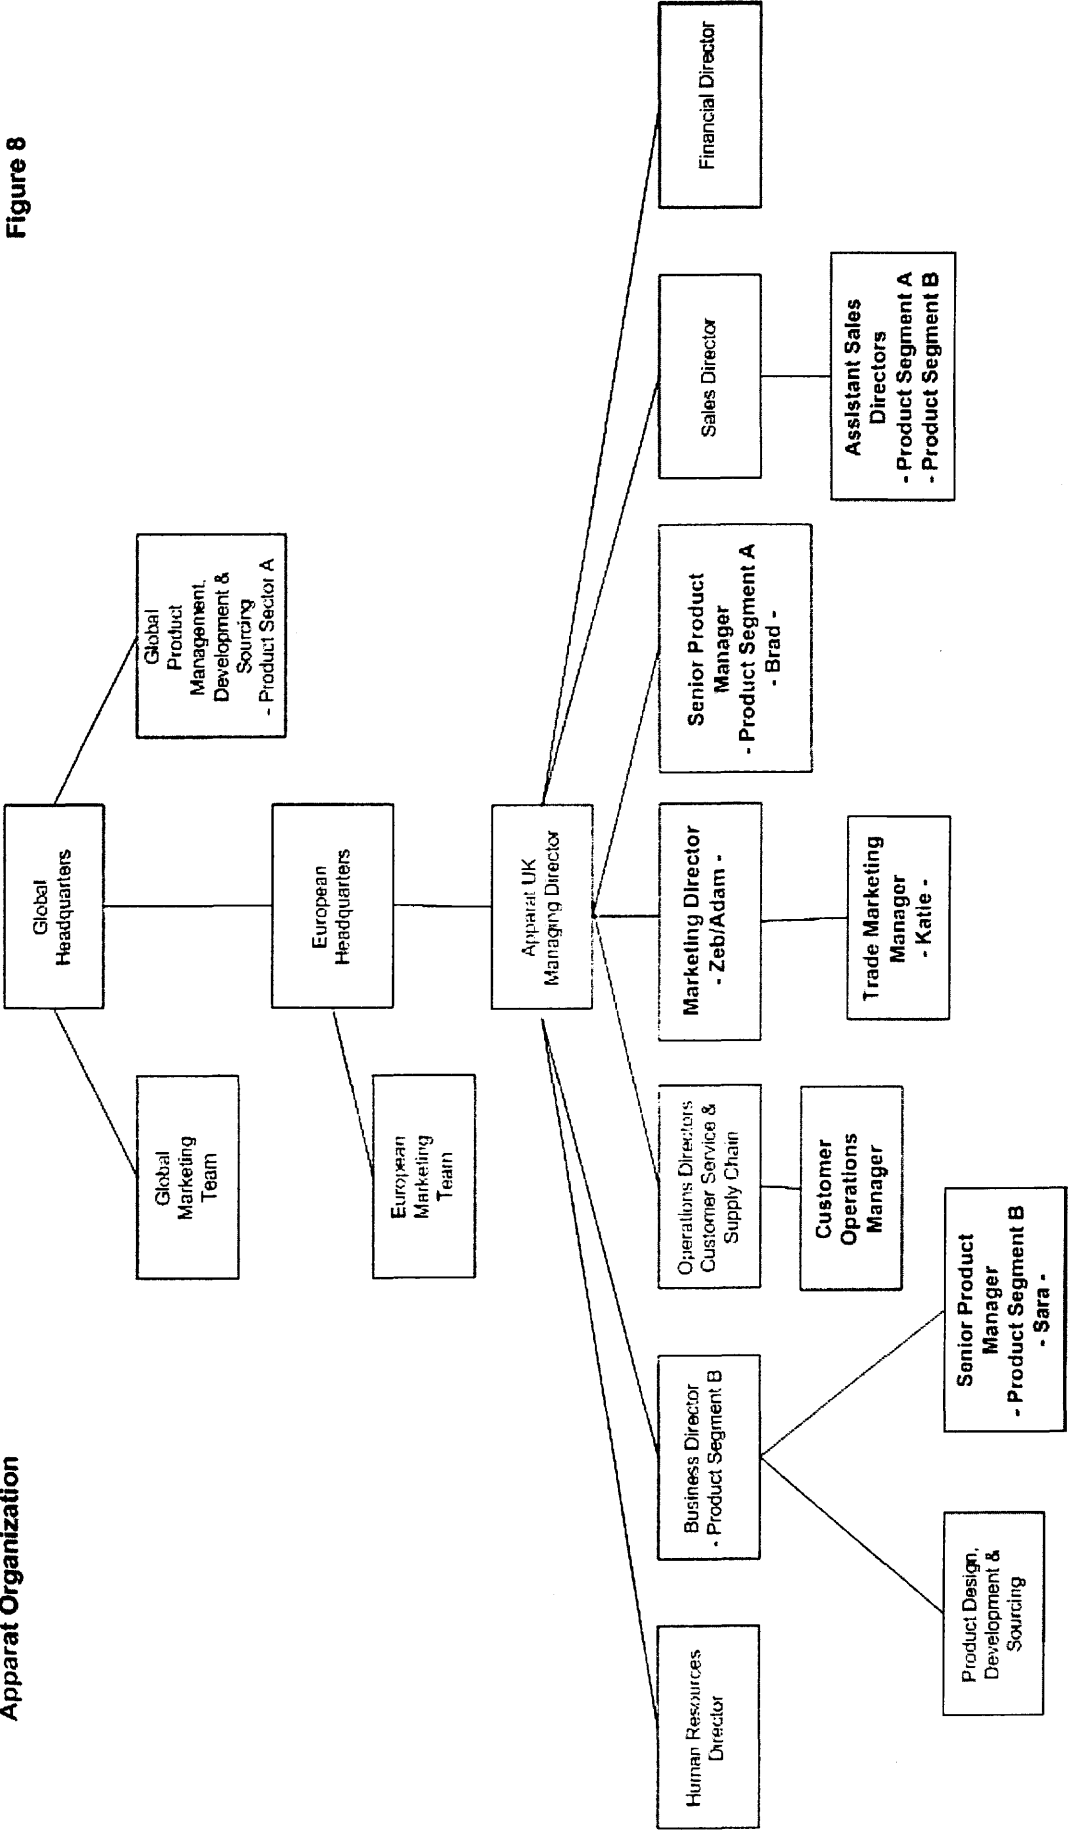 Apparat Organization
Figure 8
Global
Headquarters
Global
Marketing
Team
Global
Product
Management.
Development &
Sourcing
- Product Sector A
European
Headquarters
European
Marketing
Team
Apparat UK
Managing Director
Human Resources
Director
Business Director
- Product Segment B
Operations Directors
Customer Service &
Supply Chain
Marketing Director
- Zeb/Adam -
Senior Product
Manager
- Product Segment A
- Brad -
Sales Director
Financial Director
Product Design,
Development &
Sourcing
Senior Product
Manager
- Product Segment B
- Sara -
Customer
Operations
Manager
Trade Marketing
Manager
- Katie -
Assistant Sales
Directors
- Product Segment A
- Product Segment B